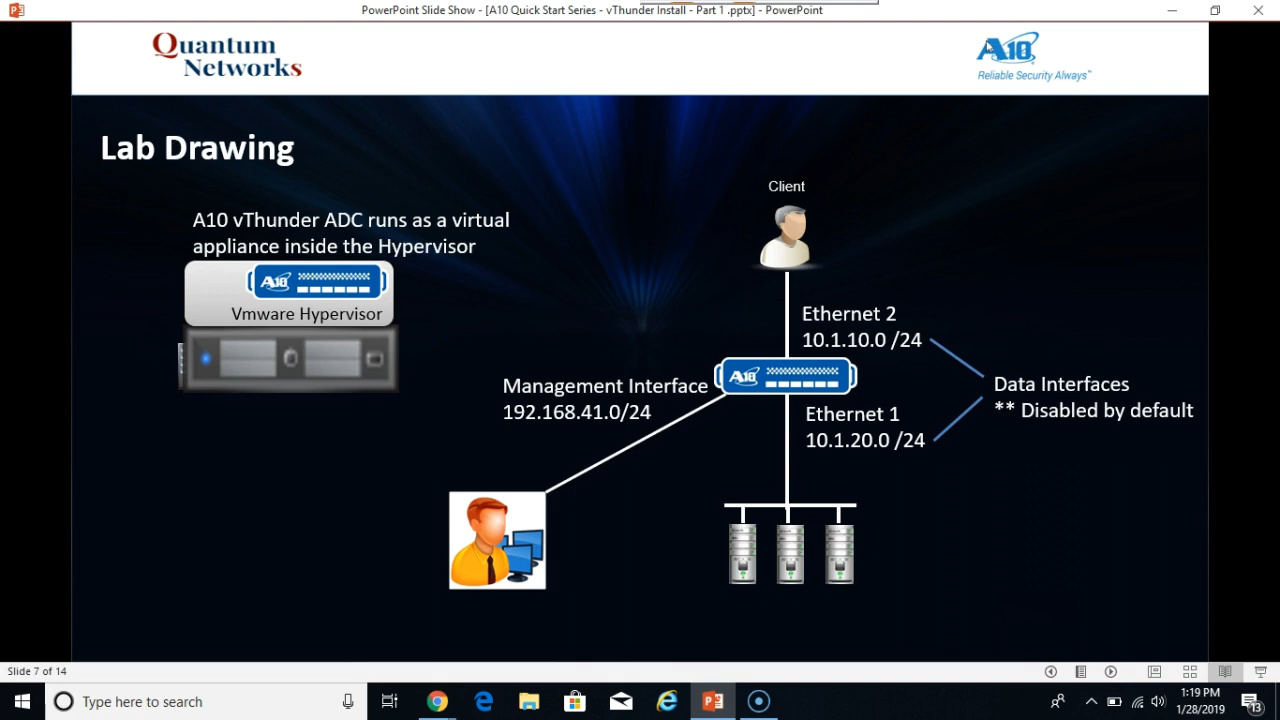 PowerPoint Slide Show - [A10 Quick Start Series - vThunder Install - Part 1 .pptx] - PowerPoint
Quantum
Networks
A10
Reliable Security Always™
Lab Drawing
A10 vThunder ADC runs as a virtual
appliance inside the Hypervisor
A10
Vmware Hypervisor
Client
Ethernet 2
10.1.10.0 /24
A10
Management Interface
192.168.41.0/24
Ethernet 1
10.1.20.0 /24
Data Interfaces
** Disabled by default
Slide 7 of 14
Type here to search
1:19 PM
1/28/2019
13